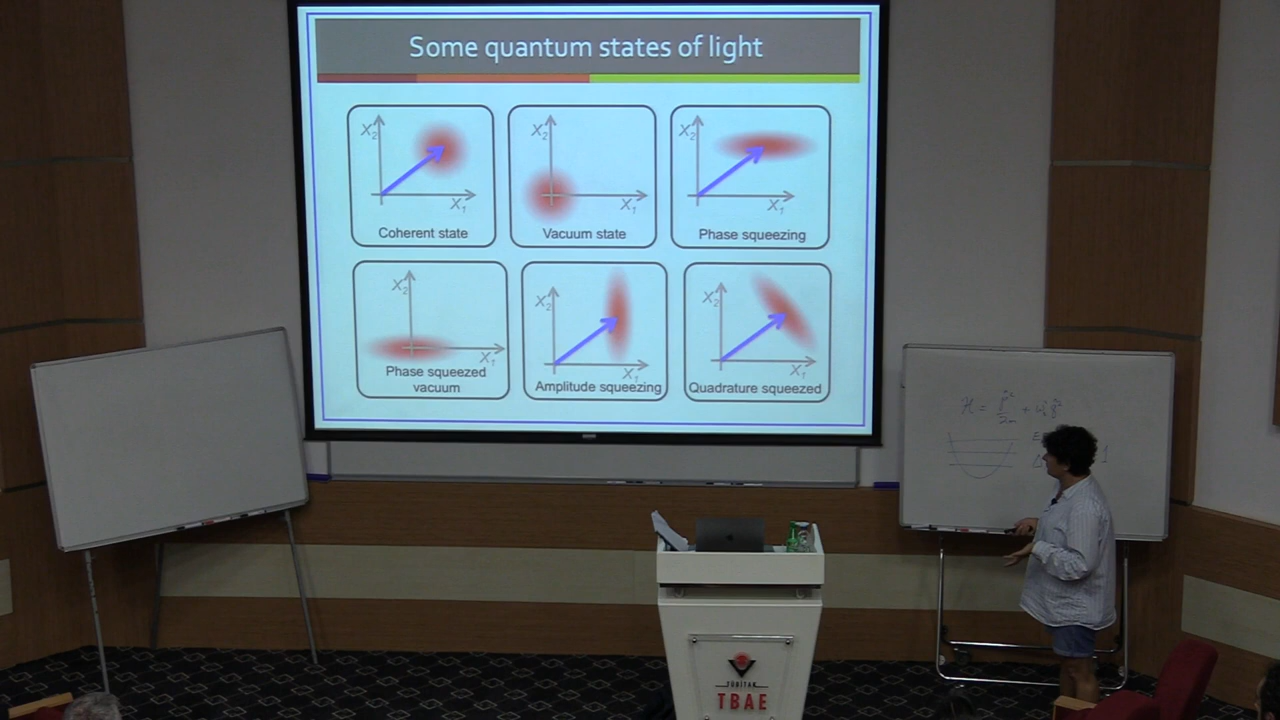 Some quantum states of light
X₂
X₁
Coherent state
X₂
X₁
Vacuum state
X₂
X₁
Phase squeezing
X₂
X₁
Phase squeezed
vacuum
X₂
X₁
Amplitude squeezing
X₂
X₁
Quadrature squeezed
TÜBİTAK
TBAE